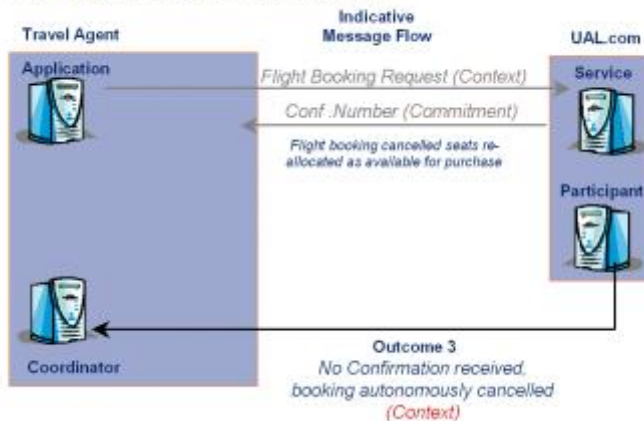 Indicative
Travel Agent
Message Flow
UAL.com
Application
Flight Booking Request (Context)
Service
Conf .Number (Commitment)
Flight booking cancelled seats re-
allocated as available for purchase
Participant
Outcome 3
Coordinator
No Confirmation received,
booking autonomously cancelled
(Context)